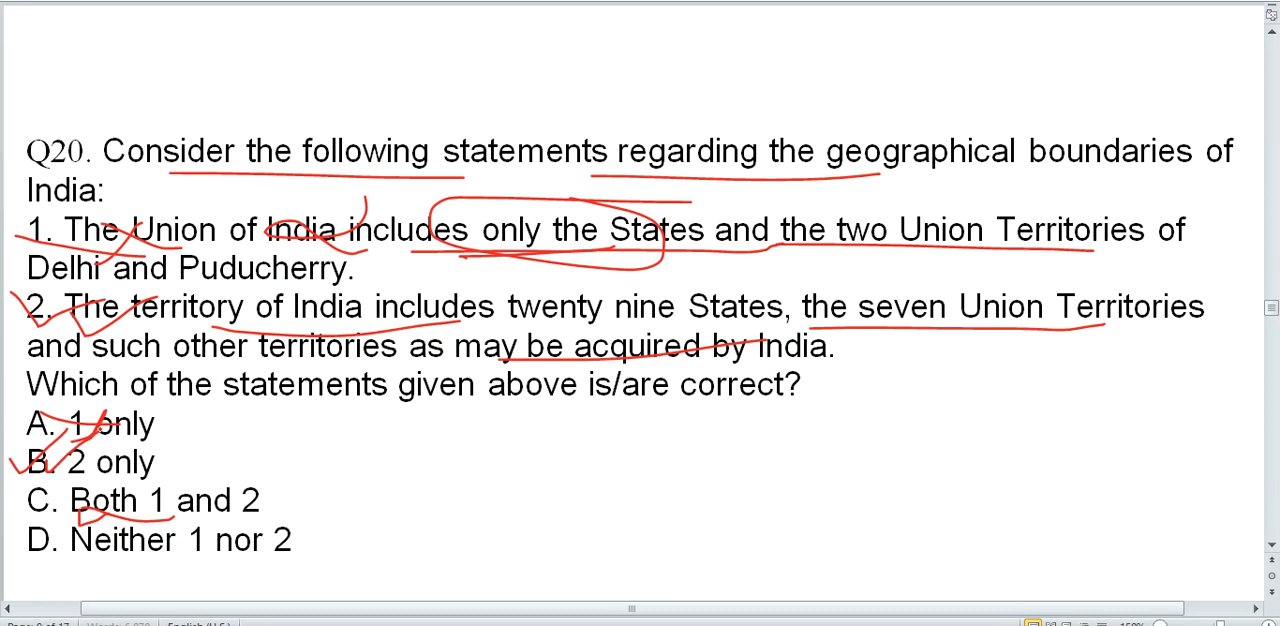 Q20. Consider the following statements regarding the geographical boundaries of
India:
1. The Union of India includes only the States and the two Union Territories of
Delhi and Puducherry.
2. The territory of India includes twenty nine States, the seven Union Territories
and such other territories as may be acquired by India.
Which of the statements given above is/are correct?
A. 1 only
B. 2 only
C. Both 1 and 2
D. Neither 1 nor 2